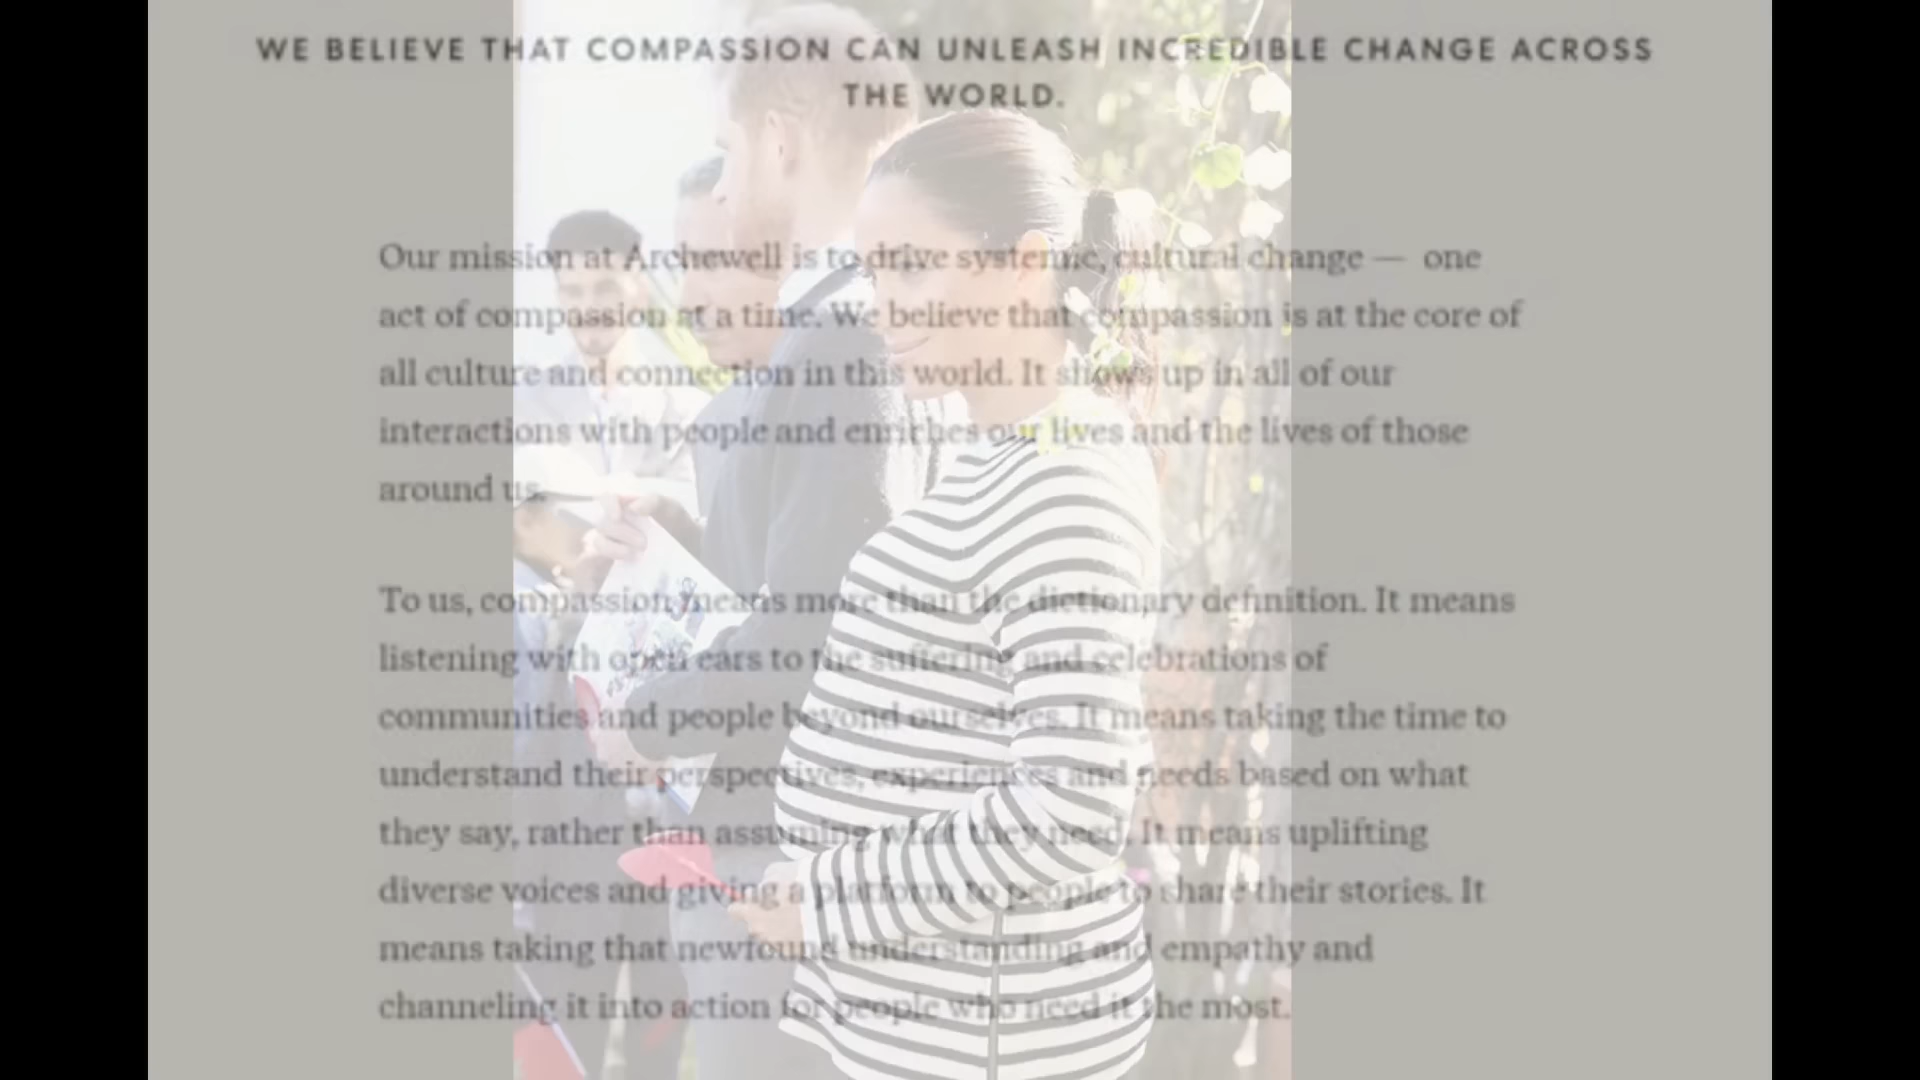 WE BELIEVE THAT COMPASSION CAN UNLEASH INCREDIBLE CHANGE ACROSS
THE WORLD.
Our mission at Archewell is to drive systemic, cultural change — one
act of compassion at a time. We believe that compassion is at the core of
all culture and connection in this world. It shows up in all of our
interactions with people and enriches our lives and the lives of those
around us.
To us, compassion means more than the dictionary definition. It means
listening with open ears to the suffering and celebrations of
communities and people beyond ourselves. It means taking the time to
understand their perspectives, experiences and needs based on what
they say, rather than assuming what they need. It means uplifting
diverse voices and giving a platform to people to share their stories. It
means taking that newfound understanding and empathy and
channeling it into action for people who need it the most.